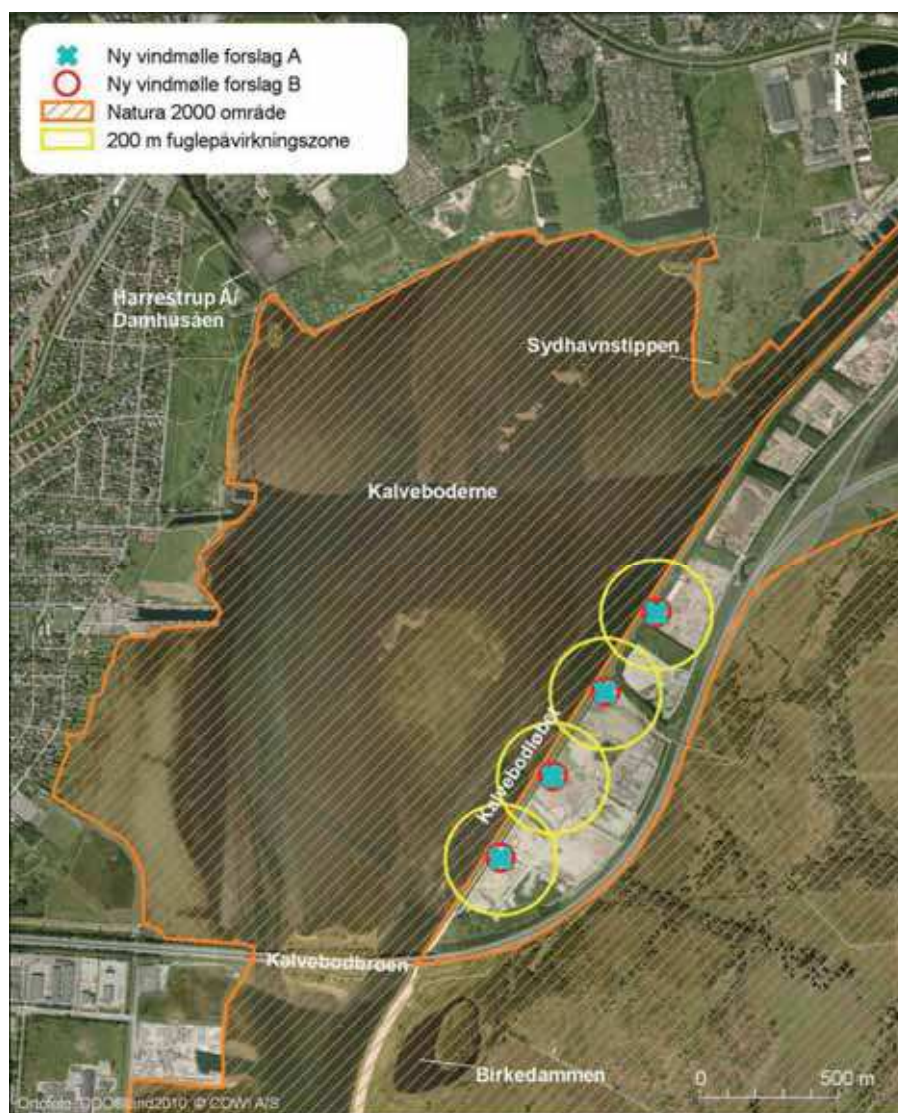 Ny vindmølle forslag A
Ny vindmølle forslag B
Natura 2000 område
200 m fuglepåvirkningszone
N
Harrestrup Å/
Damhusåen
Sydhavnstippen
Kalveboderne
Kalvebodløbet
Kalvebodbroen
Birkedammen
0 500 m
Ortofoto: DDOland2010, © COWI A/S